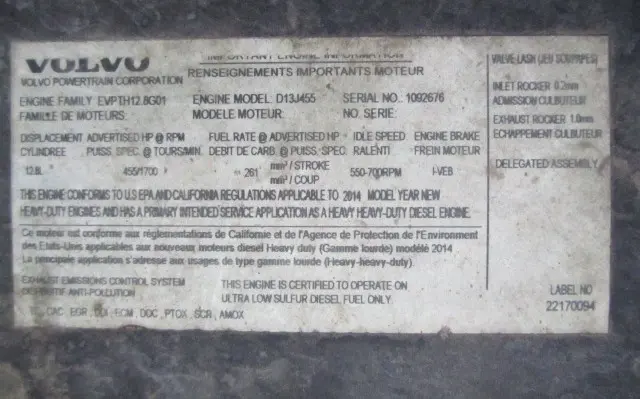 VOLVO
VOLVO POWERTRAIN CORPORATION
IMPORTANT ENGINE INFORMATION
RENSEIGNEMENTS IMPORTANTS MOTEUR
ENGINE FAMILY EVPTH12.8G01 ENGINE MODEL: D13J455 SERIAL NO.: 1092676
FAMILLE DE MOTEURS: MODELE MOTEUR: NO. SERIE:
DISPLACEMENT ADVERTISED HP @ RPM FUEL RATE @ ADVERTISED HP IDLE SPEED ENGINE BRAKE
CYLINDREE PUISS. SPEC. @ TOURS/MIN. DEBIT DE CARB. @ PUISS. SPEC. RALENTI FREIN MOTEUR
12.8L 455/1700 261 mm³ / STROKE 550-700RPM I-VEB
mm³ / COUP
THIS ENGINE CONFORMS TO U.S EPA AND CALIFORNIA REGULATIONS APPLICABLE TO 2014 MODEL YEAR NEW
HEAVY-DUTY ENGINES AND HAS A PRIMARY INTENDED SERVICE APPLICATION AS A HEAVY HEAVY-DUTY DIESEL ENGINE.
Ce moteur est conforme aux réglementations de Californie et de l'Agence de Protection de l'Environment
des Etats-Unis applicables aux nouveaux moteurs diesel Heavy duty (Gamme lourde) modélé 2014
La principale application s'adresse aux usages de type gamme lourde (Heavy-heavy-duty).
EXHAUST EMISSIONS CONTROL SYSTEM
DISPOSITIF ANTI-POLLUTION
TC, CAC, EGR, DDI, ECM, DOC, PTOX, SCR, AMOX
THIS ENGINE IS CERTIFIED TO OPERATE ON
ULTRA LOW SULFUR DIESEL FUEL ONLY.
VALVE LASH (JEU SOUPAPES)
INLET ROCKER 0.2mm
ADMISSION CULBUTEUR
EXHAUST ROCKER 1.0mm
ECHAPPEMENT CULBUTEUR
DELEGATED ASSEMBLY
LABEL NO
22170094